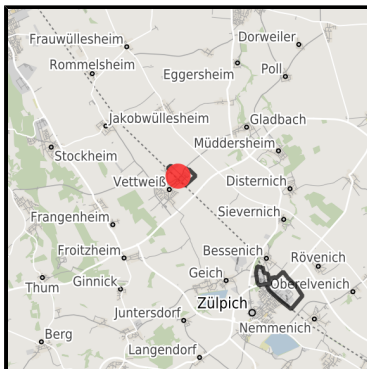 Dorweiler
Frauwüllesheim
Rommelsheim
Eggersheim
Poll
Jakobwüllesheim
Gladbach
Stockheim
Müddersheim
Vettweiß
Disternich
Frangenheim
Sievernich
Froitzheim
Bessenich
Rövenich
Thum
Ginnick
Geich
Oberelvenich
Zülpich
Juntersdorf
Nemmenich
Berg
Langendorf